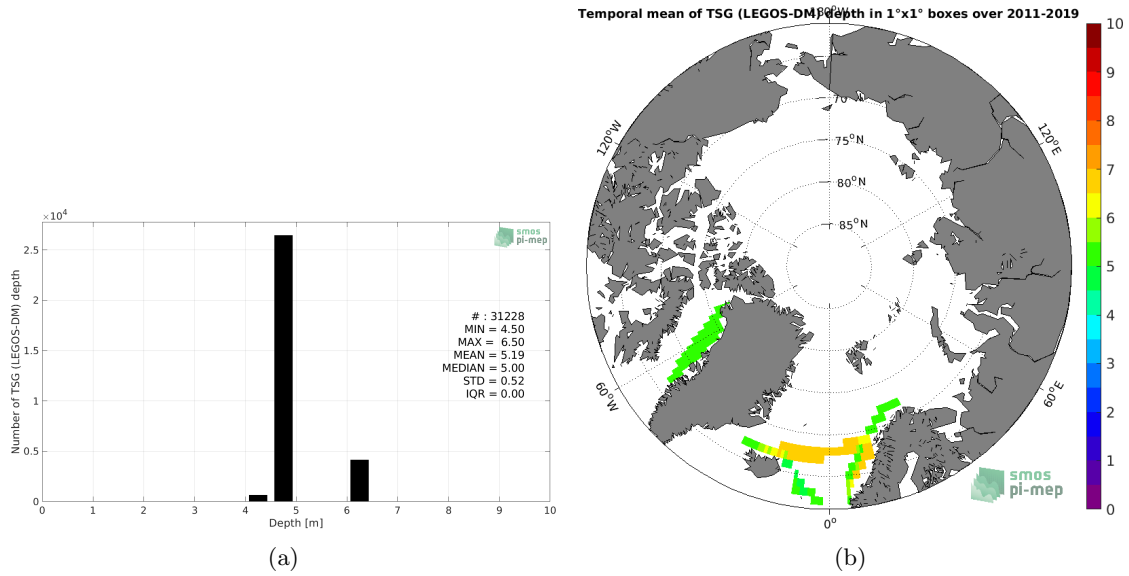 Temporal mean of TSG (LEGOS-DM) depth in 1°x1° boxes over 2011-2019
180°W
10
9
8
7
6
5
4
3
2
1
0
70°N
75°N
80°N
85°N
120°W
120°E
60°W
60°E
0°
smos
pi-mep
×10⁴
2.5
2
1.5
1
0.5
0
Number of TSG (LEGOS-DM) depth
smos
pi-mep
# : 31228
MIN = 4.50
MAX = 6.50
MEAN = 5.19
MEDIAN = 5.00
STD = 0.52
IQR = 0.00
0 1 2 3 4 5 6 7 8 9 10
Depth [m]
(a)
(b)